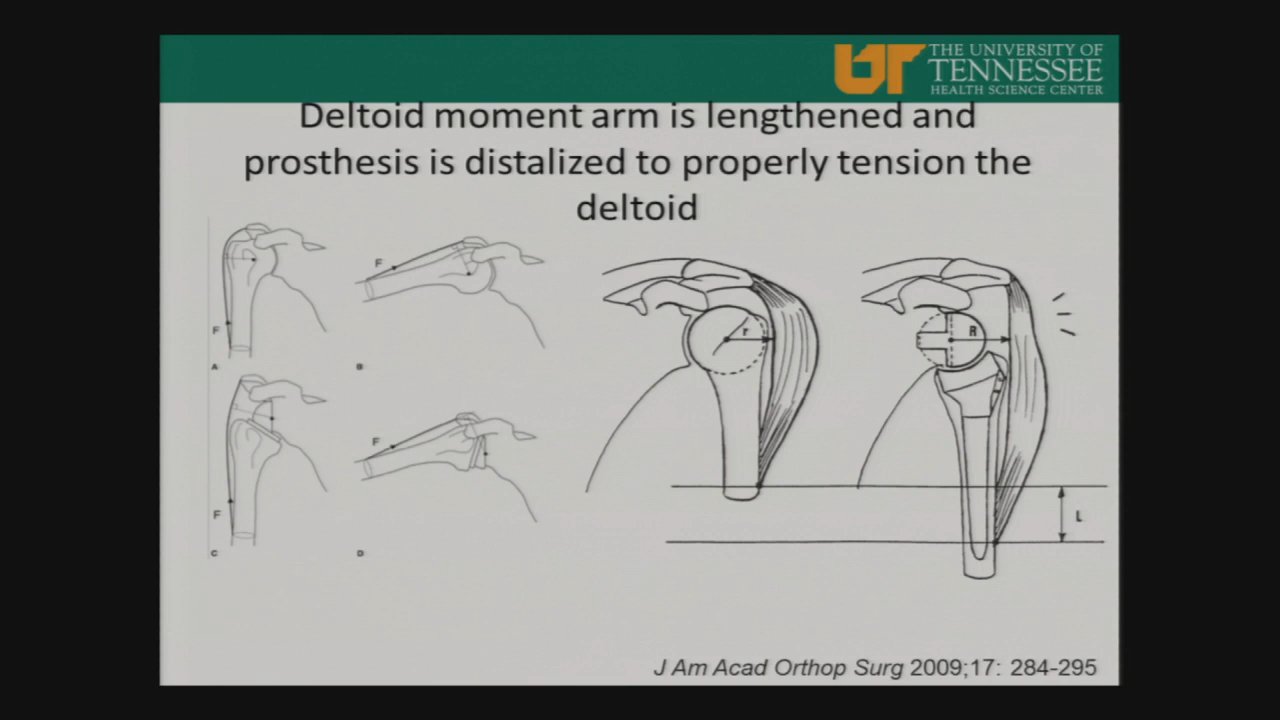 THE UNIVERSITY OF
TENNESSEE
HEALTH SCIENCE CENTER
UT
Deltoid moment arm is lengthened and
prosthesis is distalized to properly tension the
deltoid
F
F
A
B
F
F
C
D
r
R
L
J Am Acad Orthop Surg 2009;17: 284-295